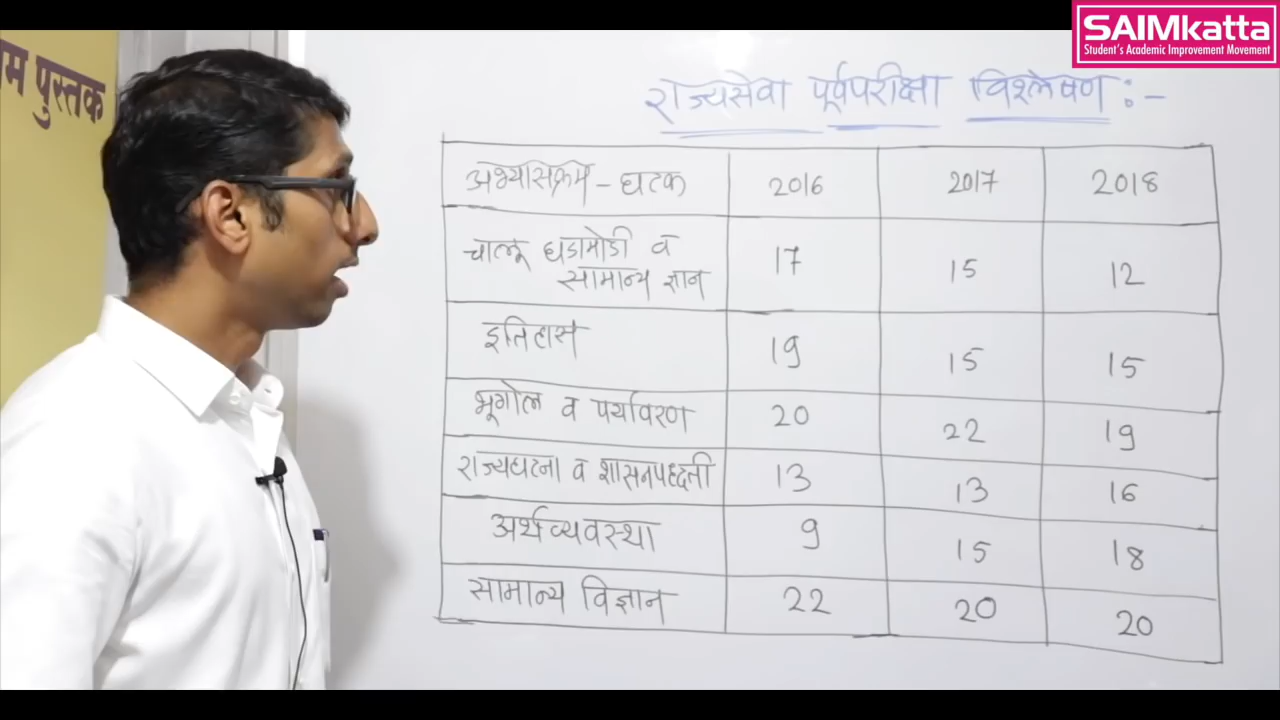 SAIMkatta
Student's Academic Improvement Movement
म पुस्तक
राज्यसेवा पूर्वपरीक्षा विश्लेषण :-
अभ्यासक्रम - घटक 2016 2017 2018
चालू घडामोडी व
सामान्य ज्ञान 17 15 12
इतिहास 19 15 15
भूगोल व पर्यावरण 20 22 19
राज्यघटना व शासनपद्धती 13 13 16
अर्थव्यवस्था 9 15 18
सामान्य विज्ञान 22 20 20